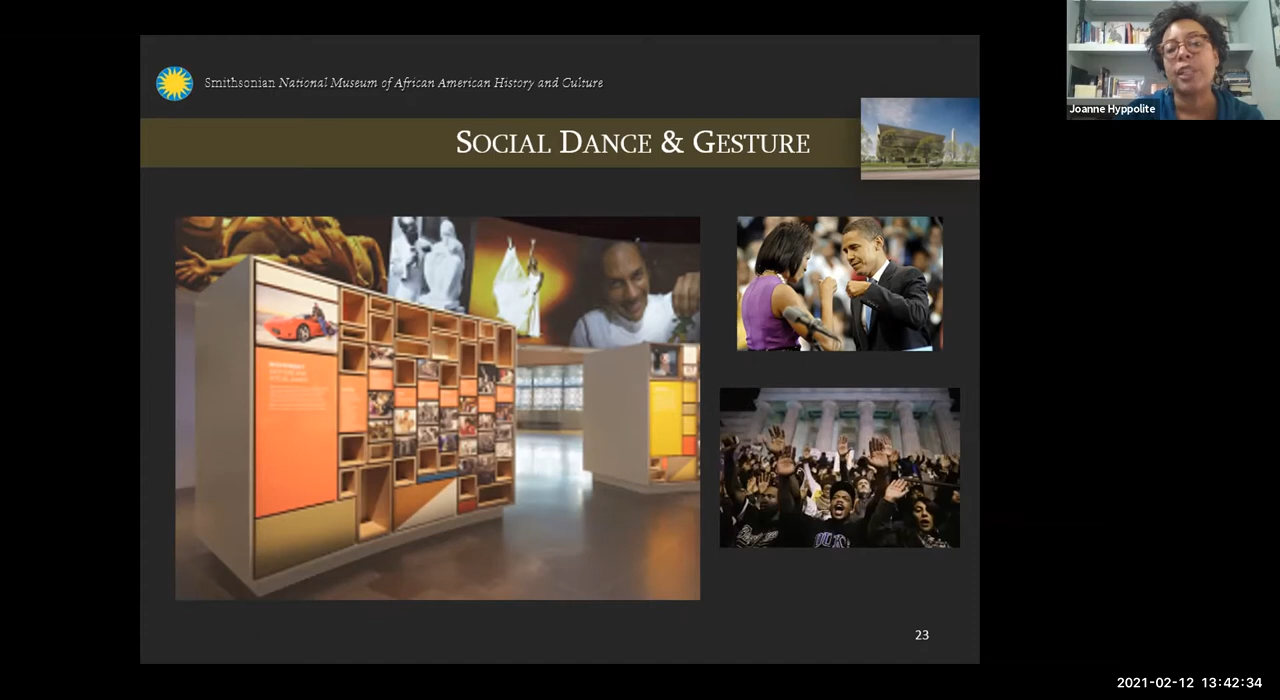 Smithsonian National Museum of African American History and Culture
SOCIAL DANCE & GESTURE
Joanne Hyppolite
23
2021-02-12 13:42:34